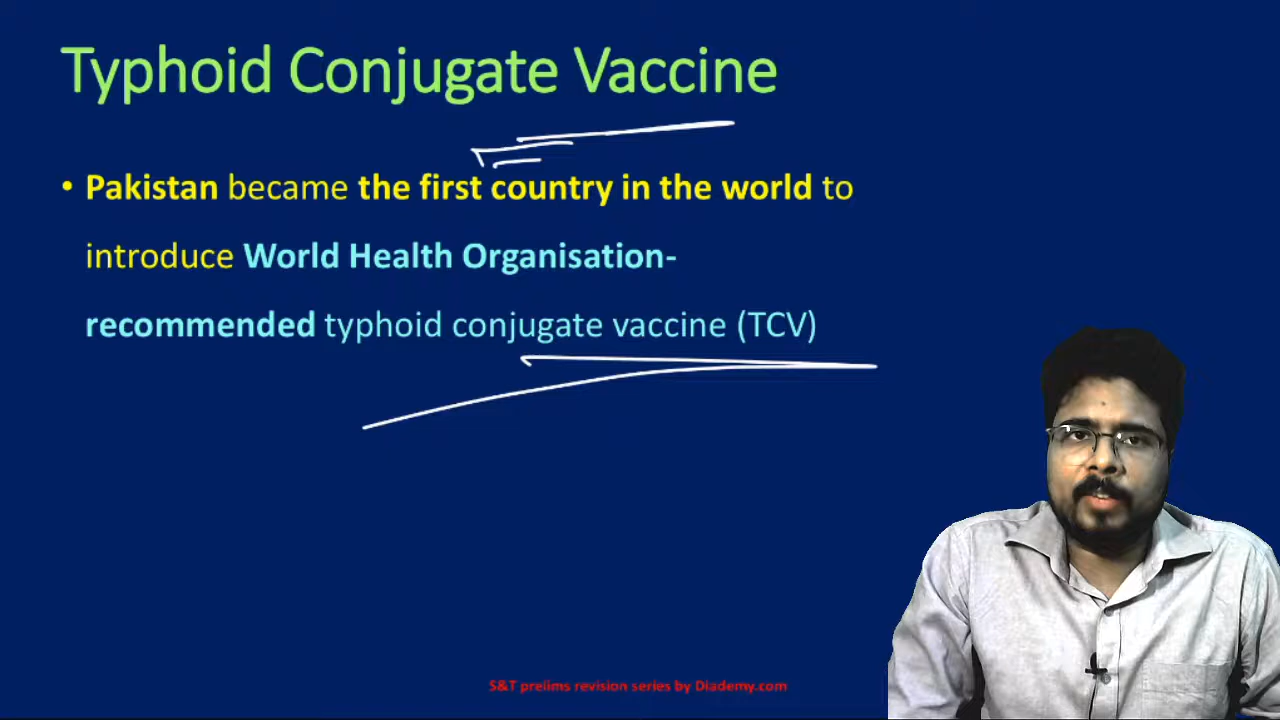 Typhoid Conjugate Vaccine
• Pakistan became the first country in the world to
introduce World Health Organisation-
recommended typhoid conjugate vaccine (TCV)
S&T prelims revision series by Diademy.com